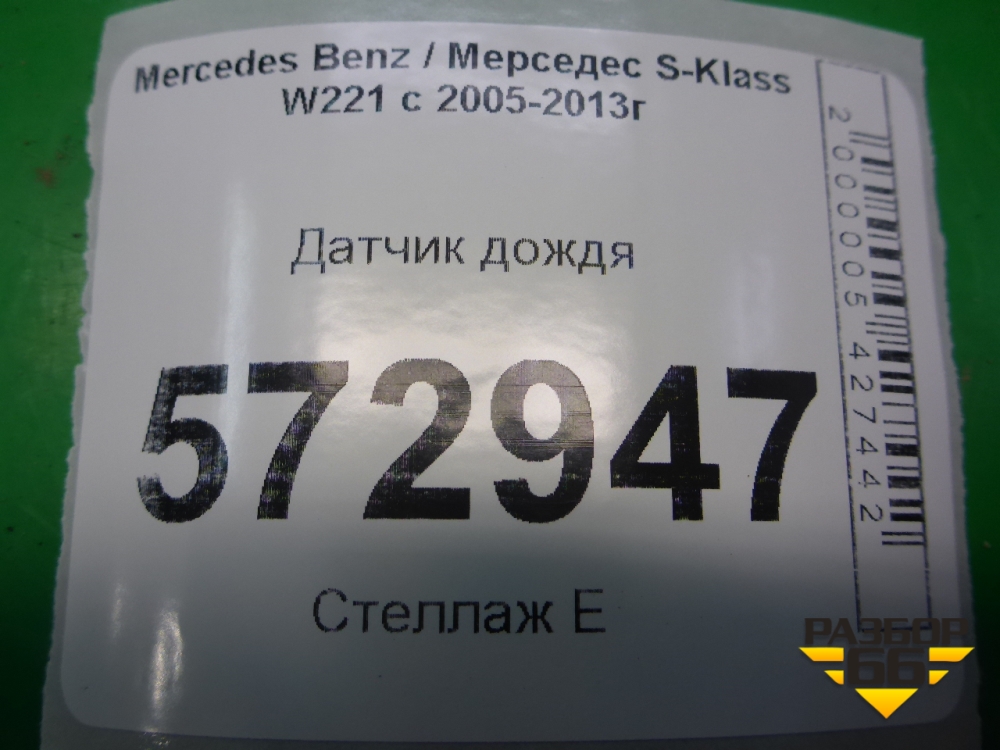 Mercedes Benz / Мерседес S-Klass
W221 с 2005-2013г
Датчик дождя
572947
Стеллаж Е
2000005427442
РАЗБОР
66